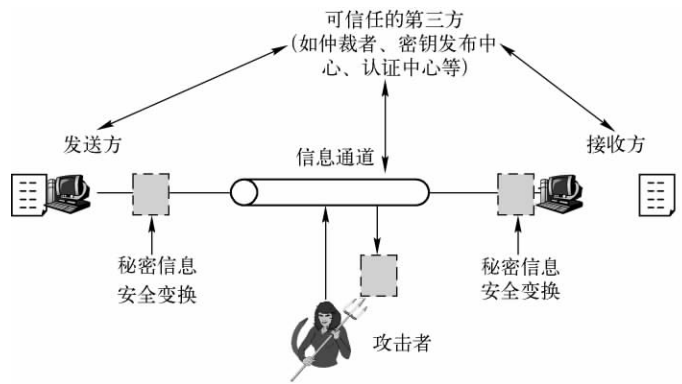 可信任的第三方
(如仲裁者、密钥发布中
心、认证中心等)
发送方
信息通道
接收方
秘密信息
安全变换
秘密信息
安全变换
攻击者